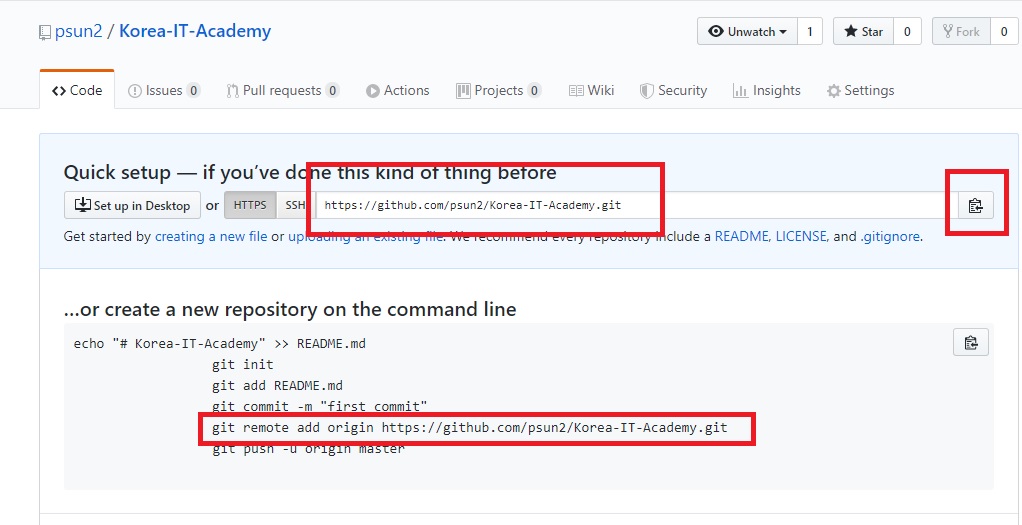 psun2 / Korea-IT-Academy
Unwatch 1 Star 0 Fork 0
Code Issues 0 Pull requests 0 Actions Projects 0 Wiki Security Insights Settings
Quick setup — if you've done this kind of thing before
Set up in Desktop or HTTPS SSH https://github.com/psun2/Korea-IT-Academy.git
Get started by creating a new file or uploading an existing file. We recommend every repository include a README, LICENSE, and .gitignore.
…or create a new repository on the command line
echo "# Korea-IT-Academy" >> README.md
git init
git add README.md
git commit -m "first commit"
git remote add origin https://github.com/psun2/Korea-IT-Academy.git
git push -u origin master